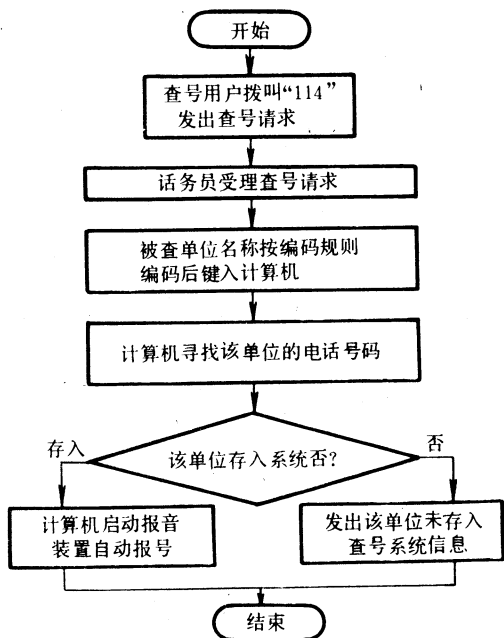 开始
查号用户拨叫“114”
发出查号请求
话务员受理查号请求
被查单位名称按编码规则
编码后键入计算机
计算机寻找该单位的电话号码
该单位存入系统否?
存入
否
计算机启动报音
装置自动报号
发出该单位未存入
查号系统信息
结束